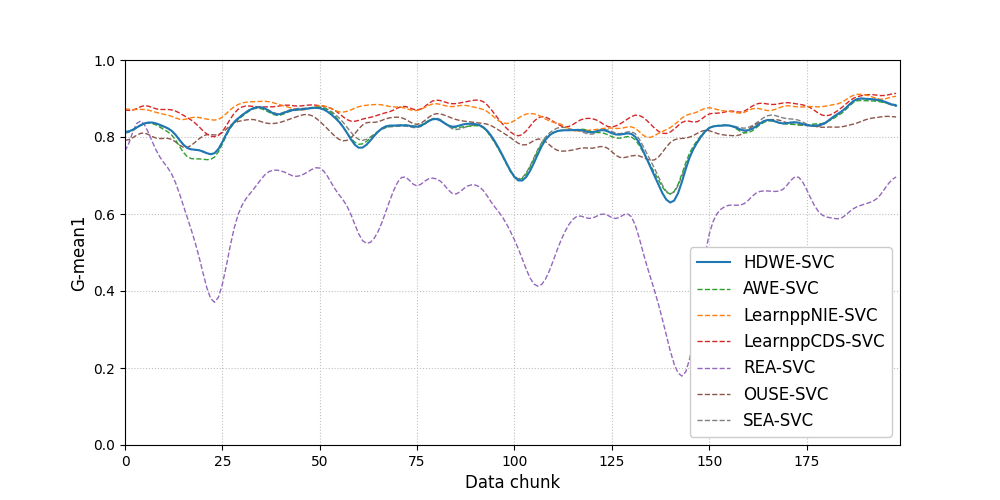 1.0
0.8
0.6
0.4
0.2
0.0
G-mean1
0 25 50 75 100 125 150 175
Data chunk
HDWE-SVC
AWE-SVC
LearnppNIE-SVC
LearnppCDS-SVC
REA-SVC
OUSE-SVC
SEA-SVC